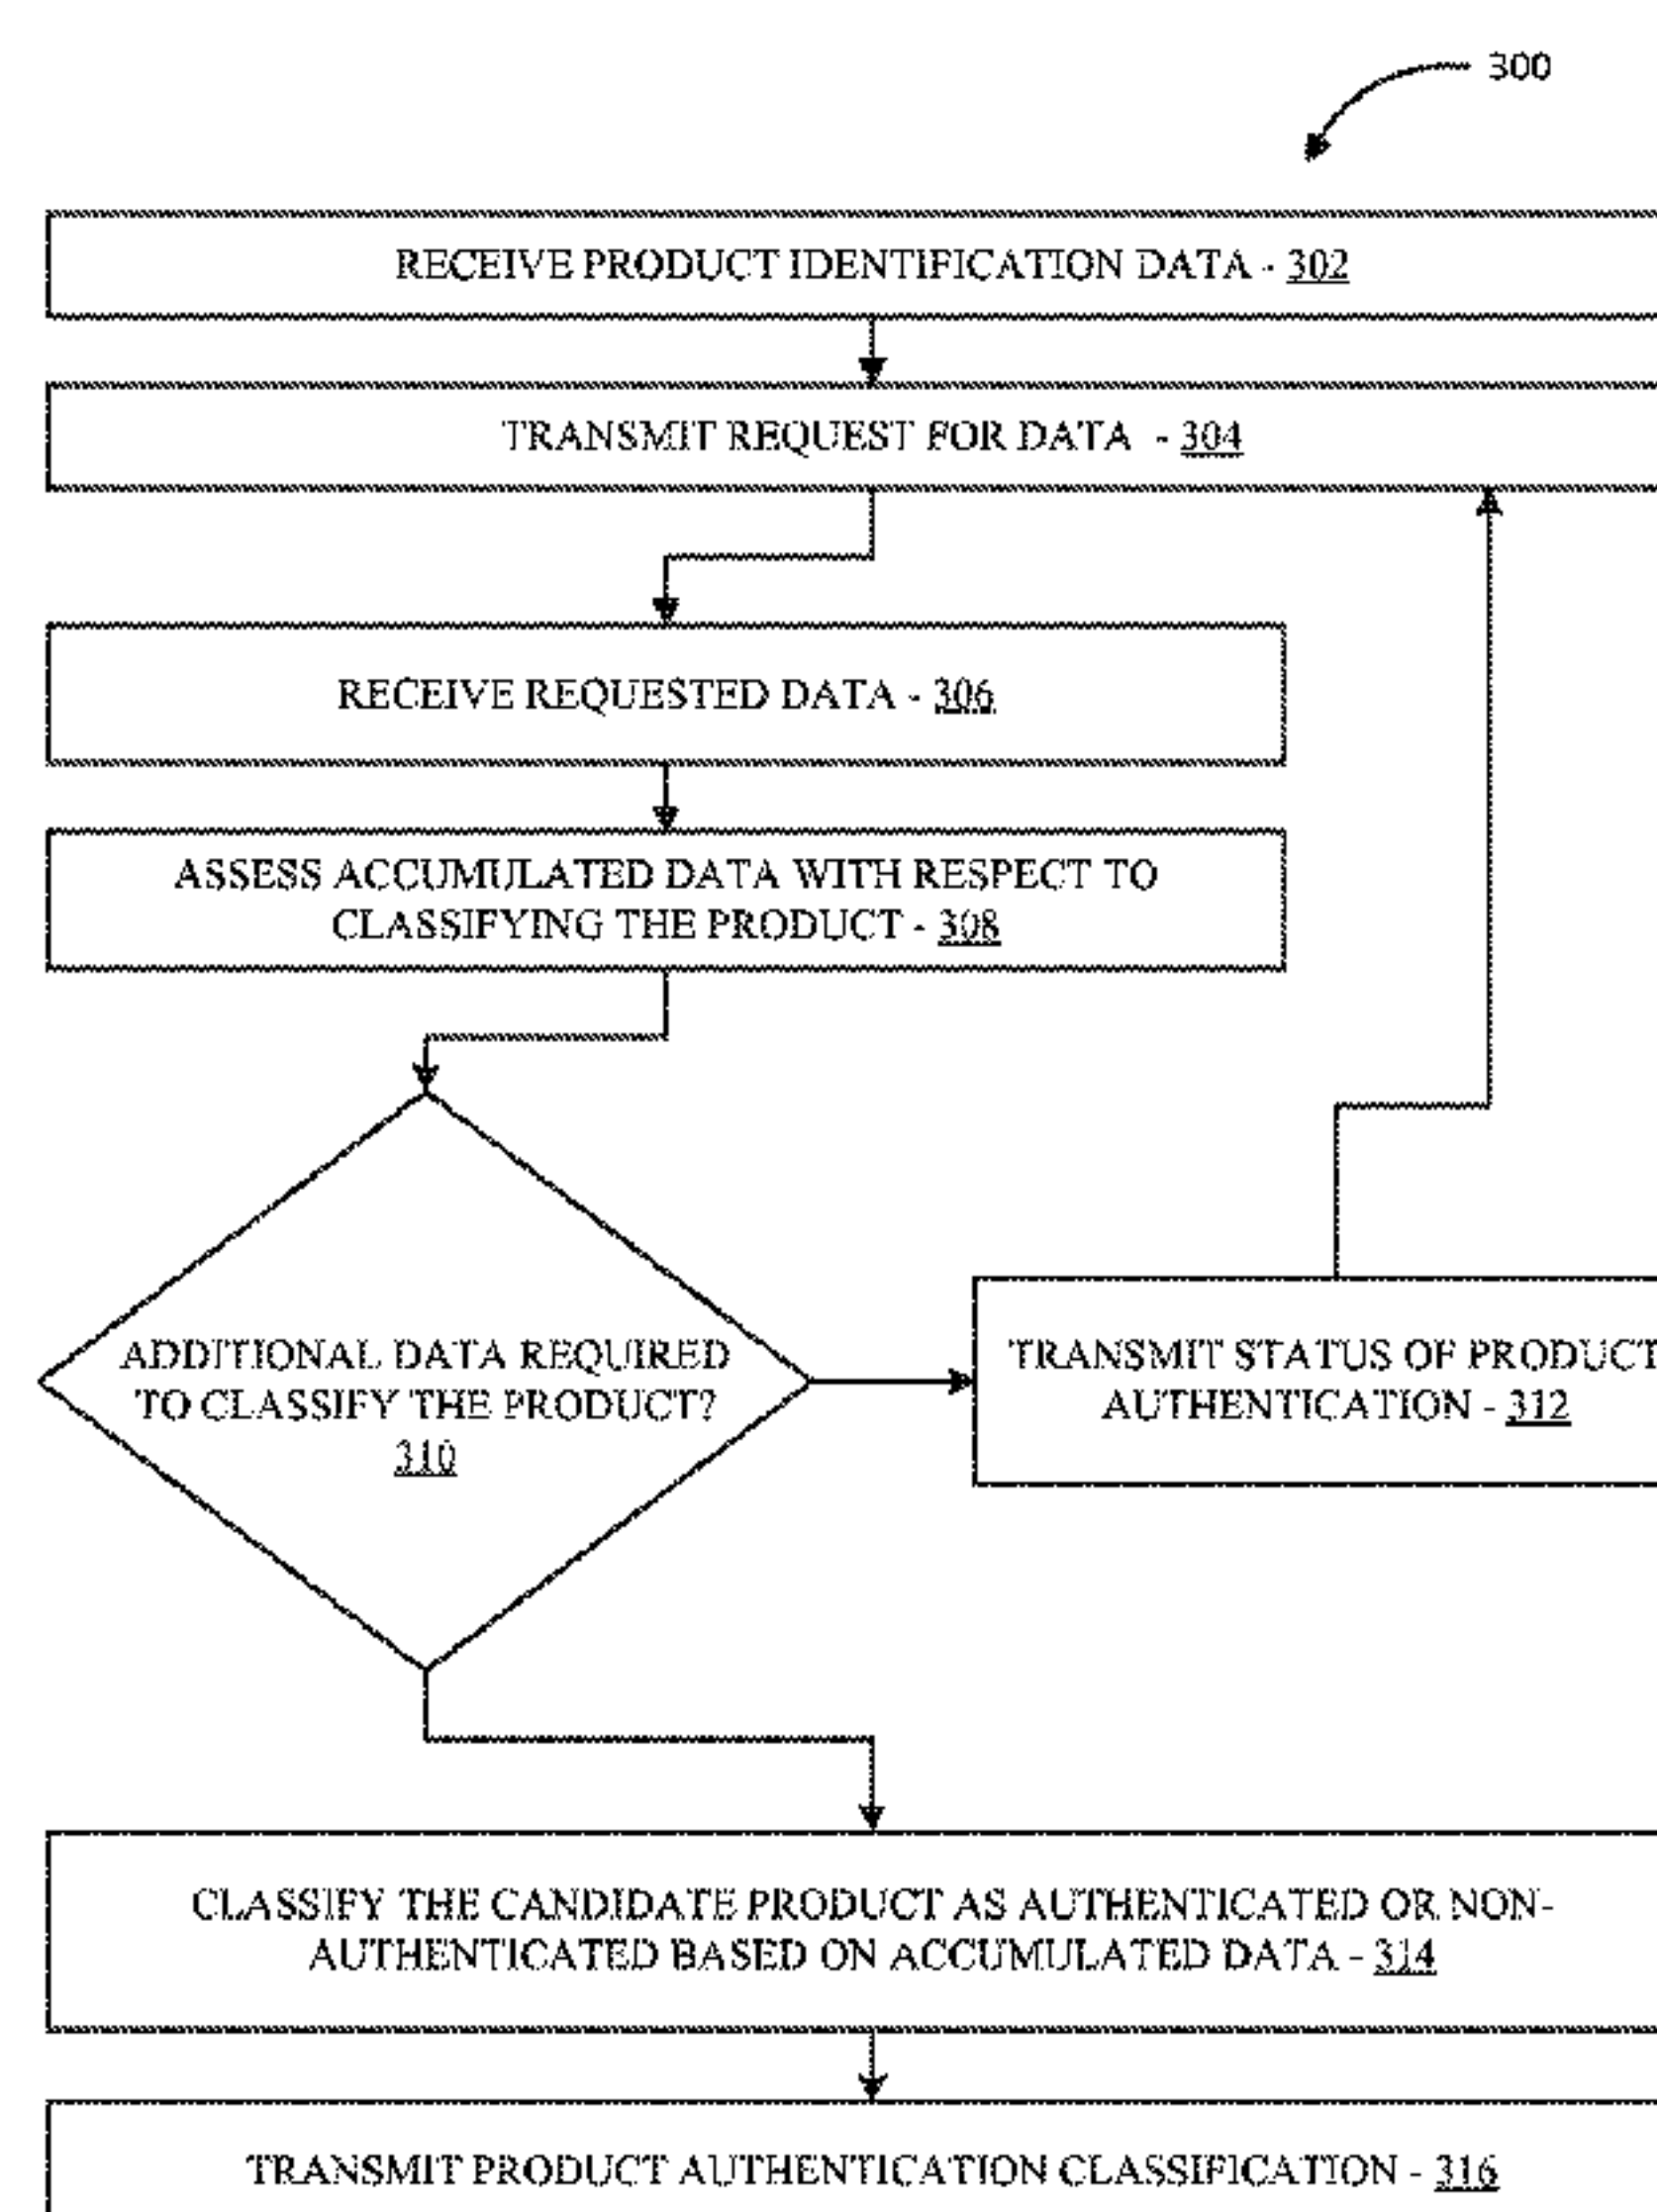 300
RECEIVE PRODUCT IDENTIFICATION DATA - 302
TRANSMIT REQUEST FOR DATA - 304
RECEIVE REQUESTED DATA - 306
ASSESS ACCUMULATED DATA WITH RESPECT TO
CLASSIFYING THE PRODUCT - 308
ADDITIONAL DATA REQUIRED
TO CLASSIFY THE PRODUCT?
310
TRANSMIT STATUS OF PRODUCT
AUTHENTICATION - 312
CLASSIFY THE CANDIDATE PRODUCT AS AUTHENTICATED OR NON-
AUTHENTICATED BASED ON ACCUMULATED DATA - 314
TRANSMIT PRODUCT AUTHENTICATION CLASSIFICATION - 316